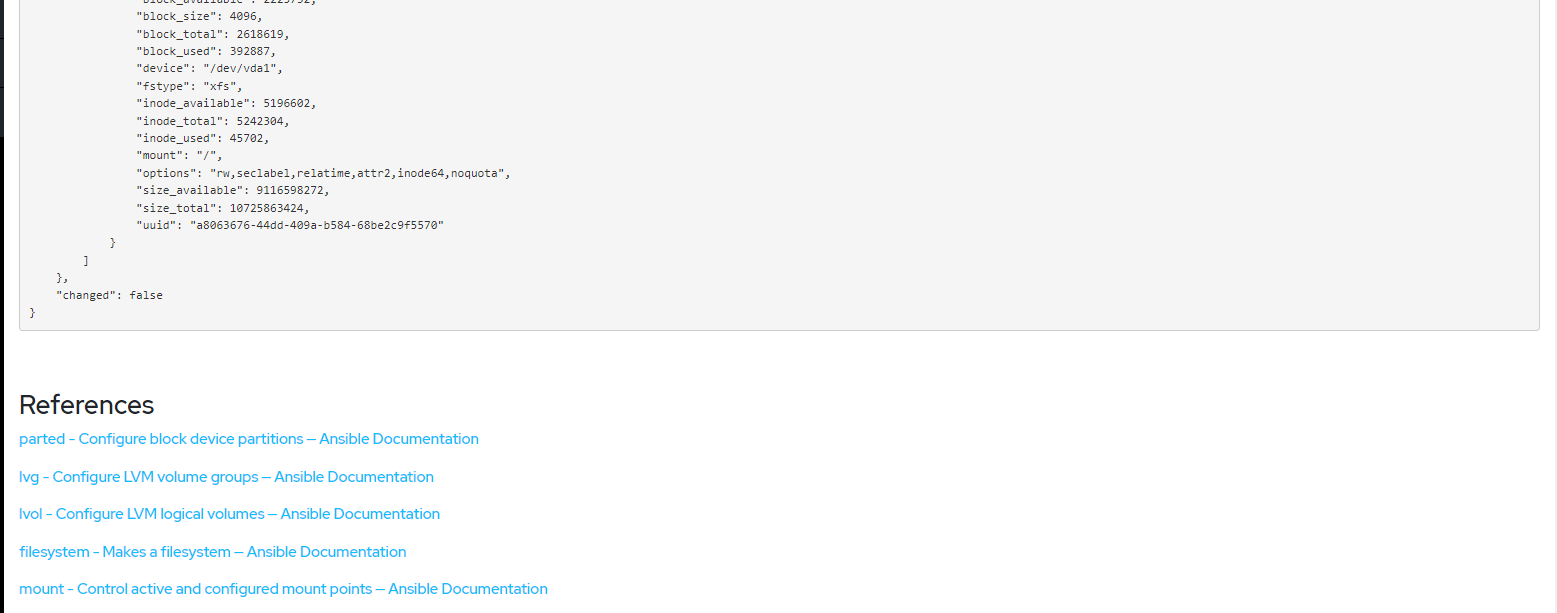 "block_size": 4096,
"block_total": 2618619,
"block_used": 392887,
"device": "/dev/vda1",
"fstype": "xfs",
"inode_available": 5196602,
"inode_total": 5242304,
"inode_used": 45702,
"mount": "/",
"options": "rw,seclabel,relatime,attr2,inode64,noquota",
"size_available": 9116598272,
"size_total": 10725863424,
"uuid": "a8063676-44dd-409a-b584-68be2c9f5570"
}
]
},
"changed": false
}
References
parted - Configure block device partitions — Ansible Documentation
lvg - Configure LVM volume groups — Ansible Documentation
lvol - Configure LVM logical volumes — Ansible Documentation
filesystem - Makes a filesystem — Ansible Documentation
mount - Control active and configured mount points — Ansible Documentation